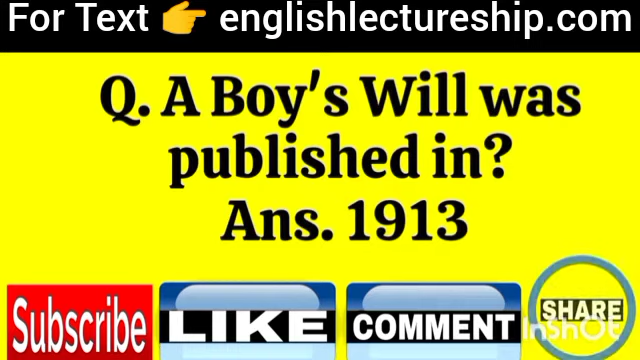 For Text 👉 englishlectureship.com
Q. A Boy's Will was
published in?
Ans. 1913
Subscribe
LIKE
COMMENT
SHARE
InShOt